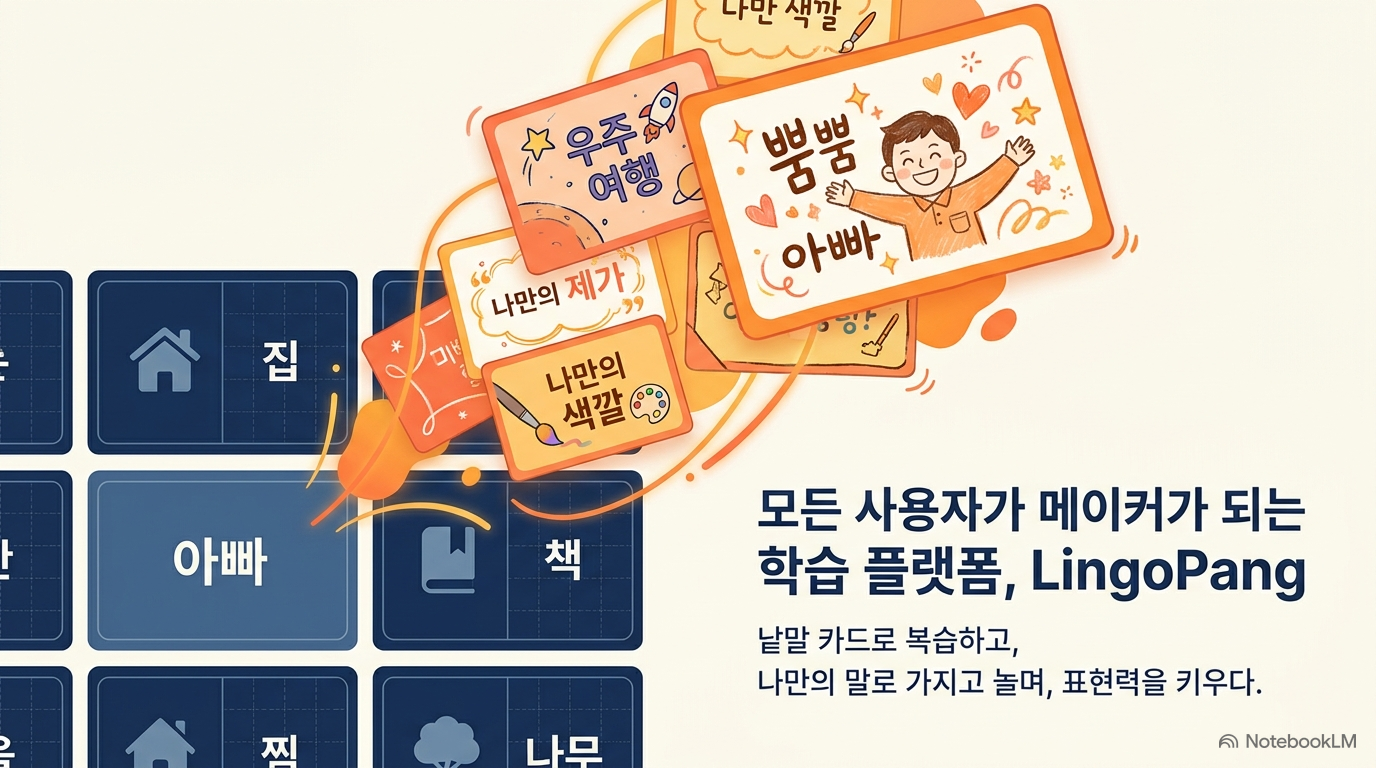 나만 색깔
우주
여행
뿜뿜
아빠
나만의 제가
나만의
색깔
집
아빠
책
찜
나무
모든 사용자가 메이커가 되는
학습 플랫폼, LingoPang
낱말 카드로 복습하고,
나만의 말로 가지고 놀며, 표현력을 키우다.
NotebookLM